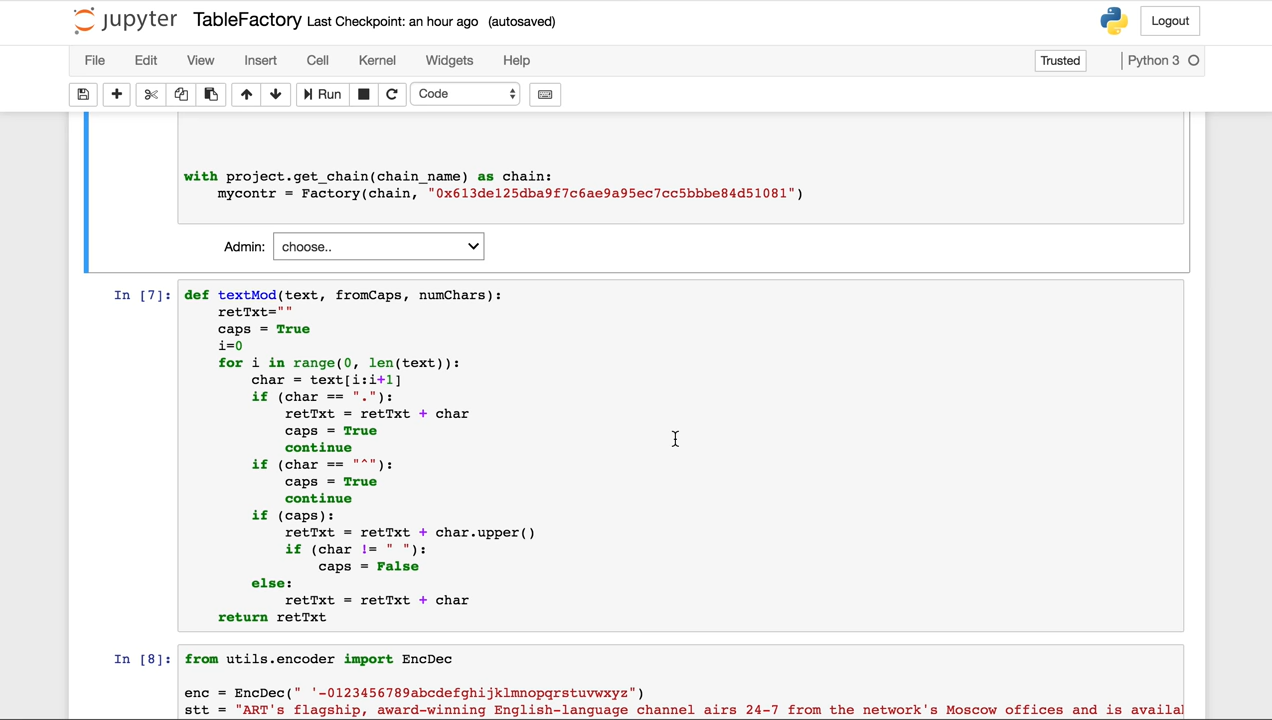 jupyter TableFactory Last Checkpoint: an hour ago (autosaved) Logout
File Edit View Insert Cell Kernel Widgets Help Trusted Python 3
Run Code
with project.get_chain(chain_name) as chain:
    mycontr = Factory(chain, "0x613de125dba9f7c6ae9a95ec7cc5bbbe84d51081")
Admin: choose..
In [7]: def textMod(text, fromCaps, numChars):
    retTxt=""
    caps = True
    i=0
    for i in range(0, len(text)):
        char = text[i:i+1]
        if (char == "."):
            retTxt = retTxt + char
            caps = True
            continue
        if (char == "^"):
            caps = True
            continue
        if (caps):
            retTxt = retTxt + char.upper()
            if (char != " "):
                caps = False
        else:
            retTxt = retTxt + char
    return retTxt
In [8]: from utils.encoder import EncDec
enc = EncDec(" '-0123456789abcdefghijklmnopqrstuvwxyz")
stt = "ART's flagship, award-winning English-language channel airs 24-7 from the network's Moscow offices and is availa